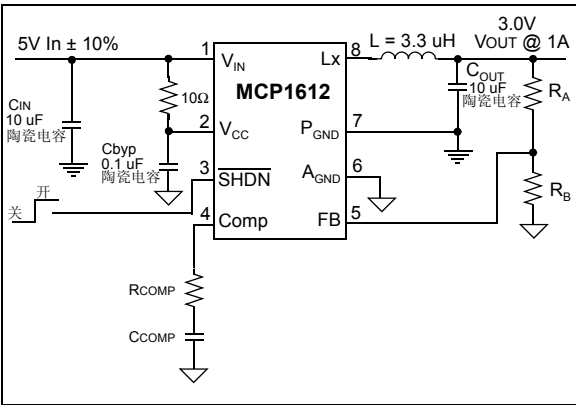 5V In ± 10%
1
VIN
8
Lx
L = 3.3 uH
3.0V
VOUT @ 1A
MCP1612
CIN
10 uF
陶瓷电容
10Ω
COUT
10 uF
陶瓷电容
RA
2
VCC
7
PGND
Cbyp
0.1 uF
陶瓷电容
3
SHDN
6
AGND
开
关
4
Comp
5
FB
RB
RCOMP
CCOMP